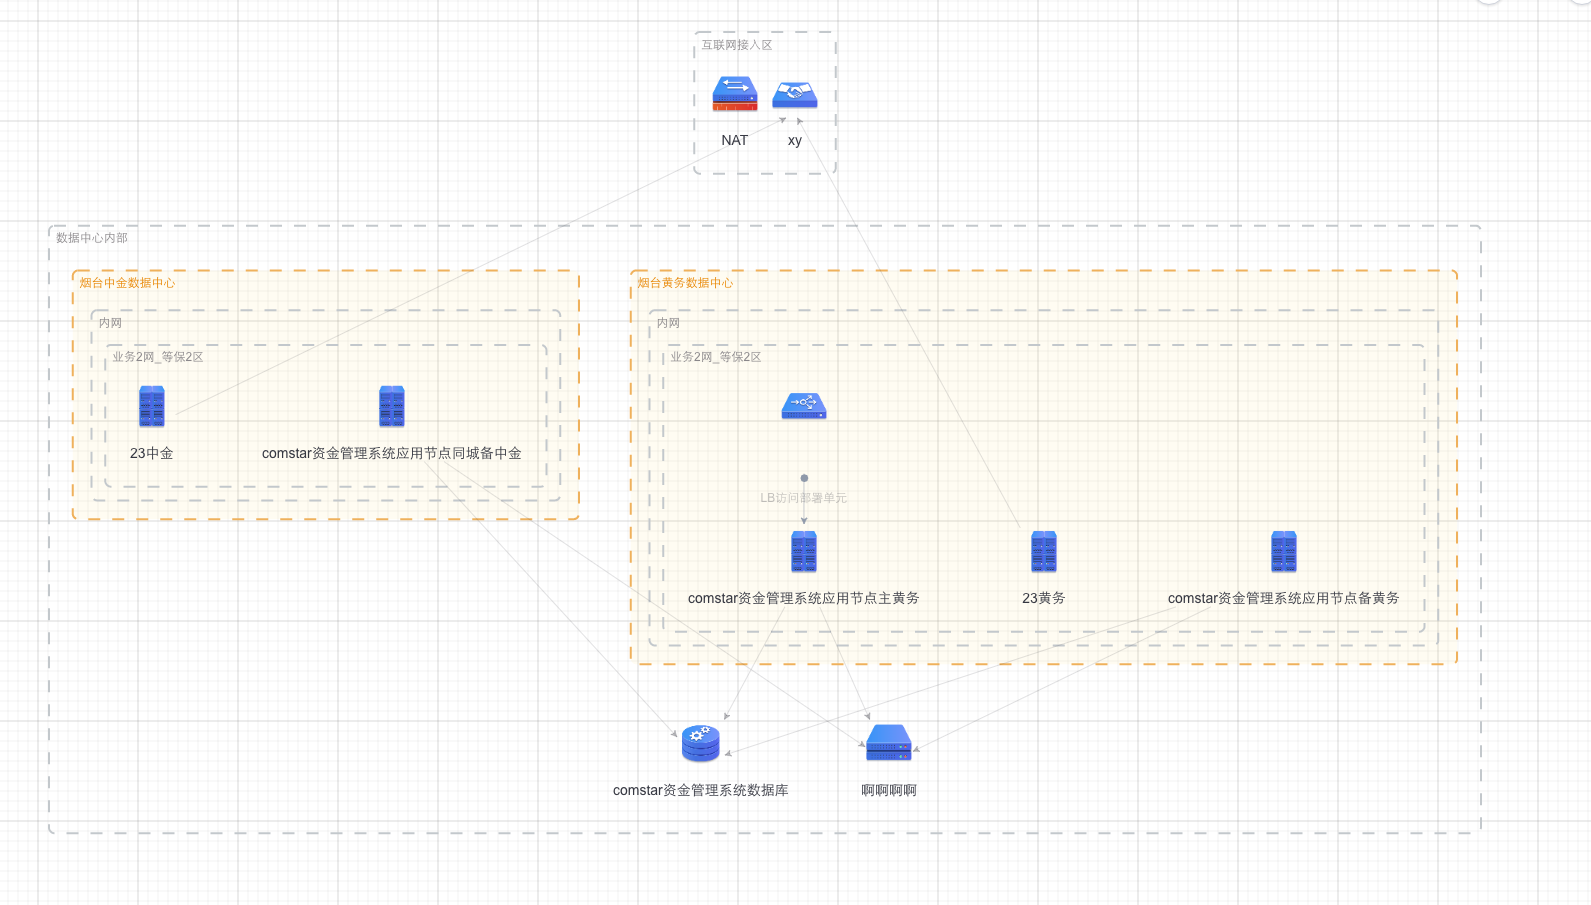 互联网接入区
NAT
xy
数据中心内部
烟台中金数据中心
内网
业务2网_等保2区
23中金
comstar资金管理系统应用节点同城备中金
烟台黄务数据中心
内网
业务2网_等保2区
LB访问部署单元
comstar资金管理系统应用节点主黄务
23黄务
comstar资金管理系统应用节点备黄务
comstar资金管理系统数据库
啊啊啊啊